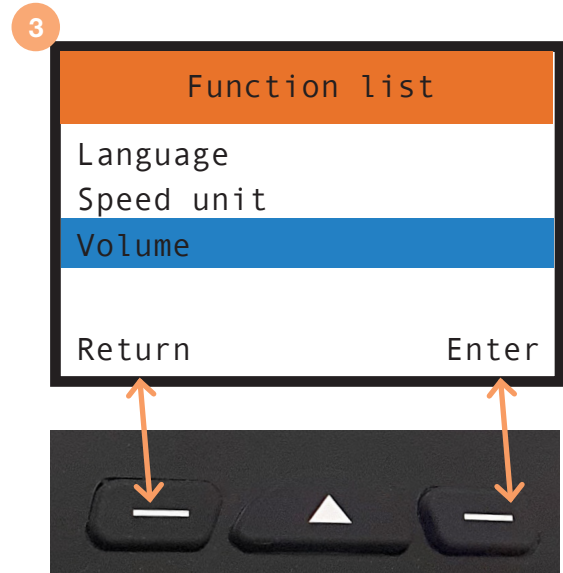 3
Function list
Language
Speed unit
Volume
Return Enter